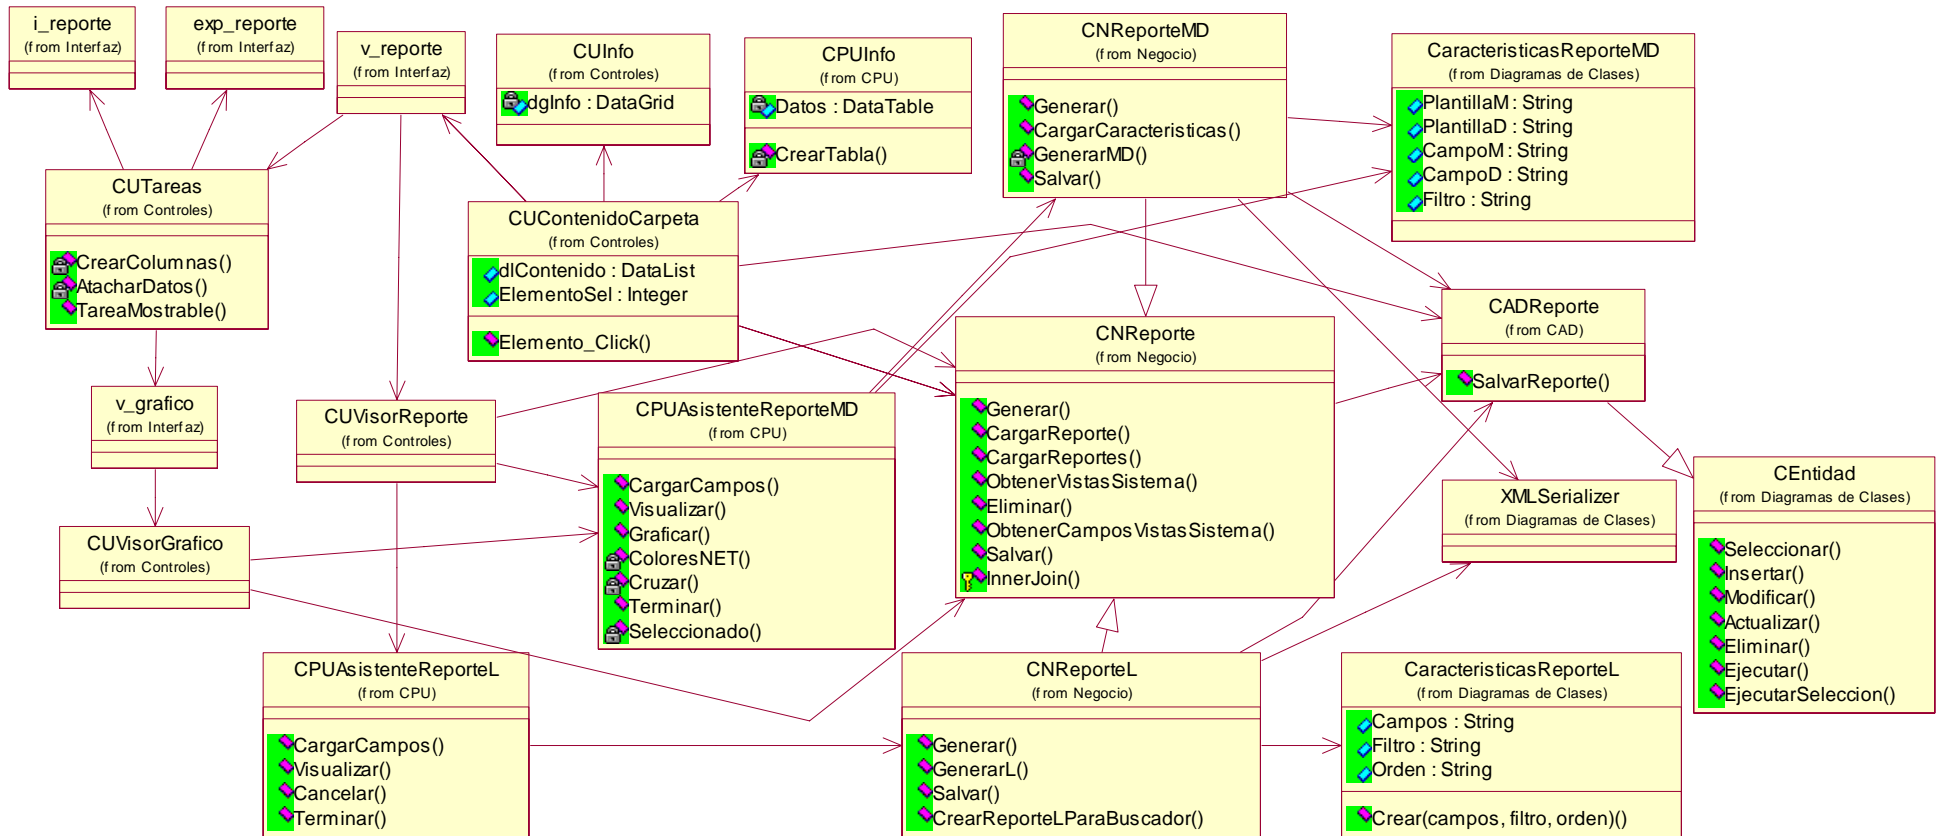 i_reporte
(from Interfaz)
exp_reporte
(from Interfaz)
v_reporte
(from Interfaz)
CUInfo
(from Controles)
dgInfo : DataGrid
CPUInfo
(from CPU)
Datos : DataTable
CrearTabla()
CNReporteMD
(from Negocio)
Generar()
CargarCaracteristicas()
GenerarMD()
Salvar()
CaracteristicasReporteMD
(from Diagramas de Clases)
PlantillaM : String
PlantillaD : String
CampoM : String
CampoD : String
Filtro : String
CUTareas
(from Controles)
CrearColumnas()
AtacharDatos()
TareaMostrable()
CUContenidoCarpeta
(from Controles)
dlContenido : DataList
ElementoSel : Integer
Elemento_Click()
CNReporte
(from Negocio)
Generar()
CargarReporte()
CargarReportes()
ObtenerVistasSistema()
Eliminar()
ObtenerCamposVistasSistema()
Salvar()
InnerJoin()
CADReporte
(from CAD)
SalvarReporte()
v_grafico
(from Interfaz)
CUVisorReporte
(from Controles)
CPUAsistenteReporteMD
(from CPU)
CargarCampos()
Visualizar()
Graficar()
ColoresNET()
Cruzar()
Terminar()
Seleccionado()
XMLSerializer
(from Diagramas de Clases)
CEntidad
(from Diagramas de Clases)
Seleccionar()
Insertar()
Modificar()
Actualizar()
Eliminar()
Ejecutar()
EjecutarSeleccion()
CUVisorGrafico
(from Controles)
CPUAsistenteReporteL
(from CPU)
CargarCampos()
Visualizar()
Cancelar()
Terminar()
CNReporteL
(from Negocio)
Generar()
GenerarL()
Salvar()
CrearReporteLParaBuscador()
CaracteristicasReporteL
(from Diagramas de Clases)
Campos : String
Filtro : String
Orden : String
Crear(campos, filtro, orden)()